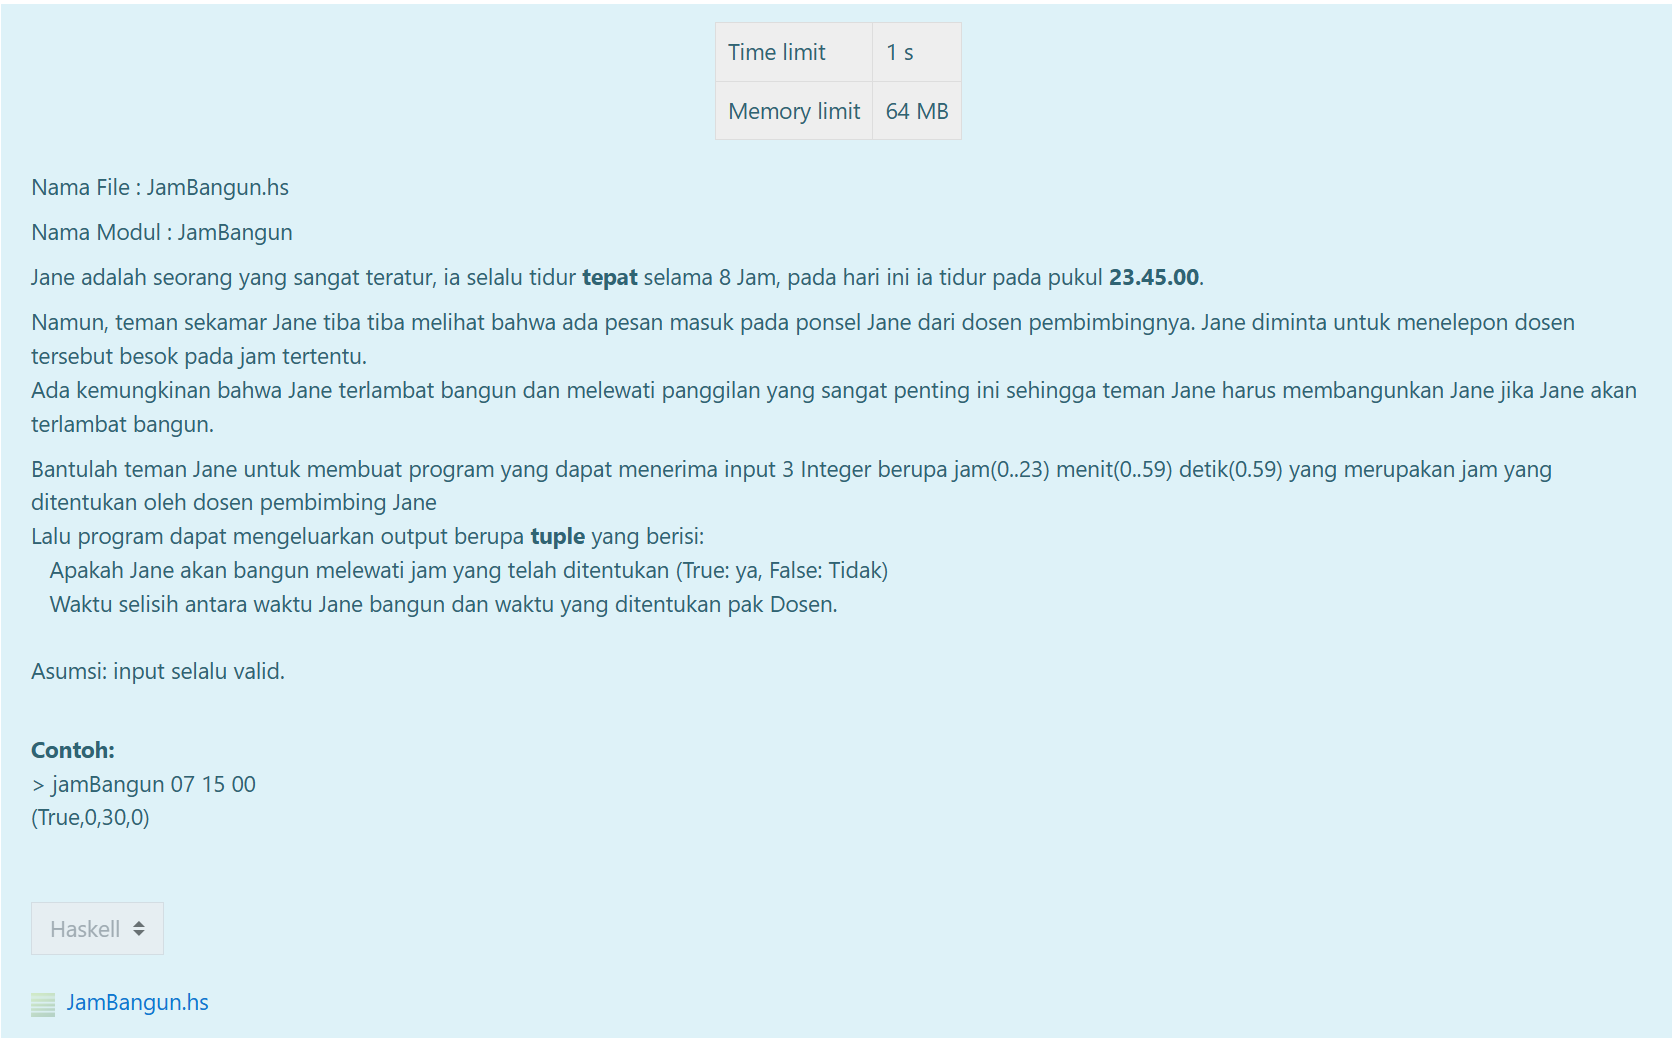 Time limit 1 s
Memory limit 64 MB
Nama File : JamBangun.hs
Nama Modul : JamBangun
Jane adalah seorang yang sangat teratur, ia selalu tidur tepat selama 8 Jam, pada hari ini ia tidur pada pukul 23.45.00.
Namun, teman sekamar Jane tiba tiba melihat bahwa ada pesan masuk pada ponsel Jane dari dosen pembimbingnya. Jane diminta untuk menelepon dosen
tersebut besok pada jam tertentu.
Ada kemungkinan bahwa Jane terlambat bangun dan melewati panggilan yang sangat penting ini sehingga teman Jane harus membangunkan Jane jika Jane akan
terlambat bangun.
Bantulah teman Jane untuk membuat program yang dapat menerima input 3 Integer berupa jam(0..23) menit(0..59) detik(0.59) yang merupakan jam yang
ditentukan oleh dosen pembimbing Jane
Lalu program dapat mengeluarkan output berupa tuple yang berisi:
Apakah Jane akan bangun melewati jam yang telah ditentukan (True: ya, False: Tidak)
Waktu selisih antara waktu Jane bangun dan waktu yang ditentukan pak Dosen.
Asumsi: input selalu valid.
Contoh:
> jamBangun 07 15 00
(True,0,30,0)
Haskell
JamBangun.hs